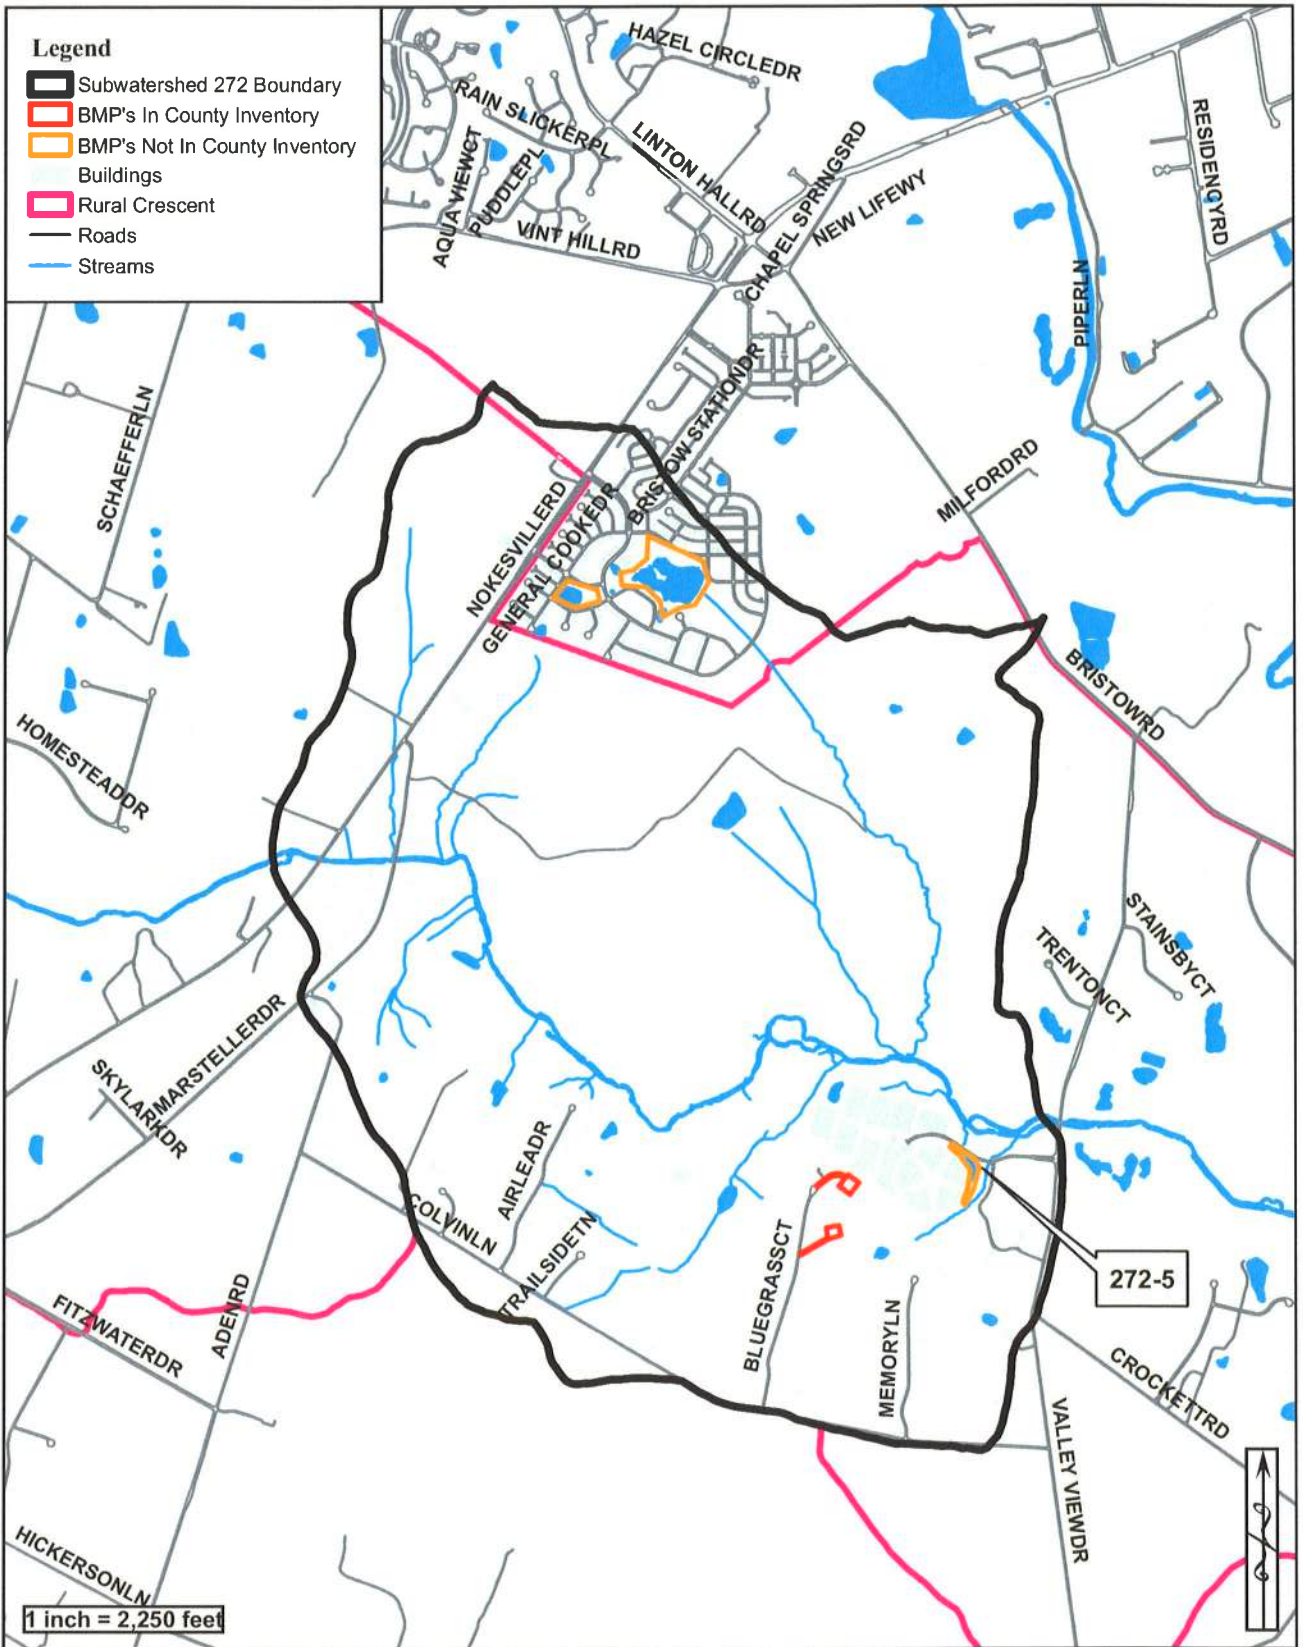 Legend
Subwatershed 272 Boundary
BMP's In County Inventory
BMP's Not In County Inventory
Buildings
Rural Crescent
Roads
Streams
HAZEL CIRCLEDR
RAIN SLICKERPL
LINTON HALLRD
AQUA VIEWCT
PUDDLEPL
VINT HILLRD
CHAPEL SPRINGSRD
NEW LIFEWY
RESIDENCYRD
PIPERLN
SCHAEFFERLN
BRISTOW STATIONDR
NOKESVILLERD
GENERAL COOKEDR
MILFORDRD
BRISTOWRD
HOMESTEADDR
STAINSBYCT
TRENTONCT
MARSTELLERDR
SKYLARKDR
AIRLEADR
COLVINLN
TRAILSIDETN
BLUEGRASSCT
MEMORYLN
272-5
ADENRD
FITZWATERDR
CROCKETTRD
VALLEY VIEWDR
HICKERSONLN
1 inch = 2,250 feet